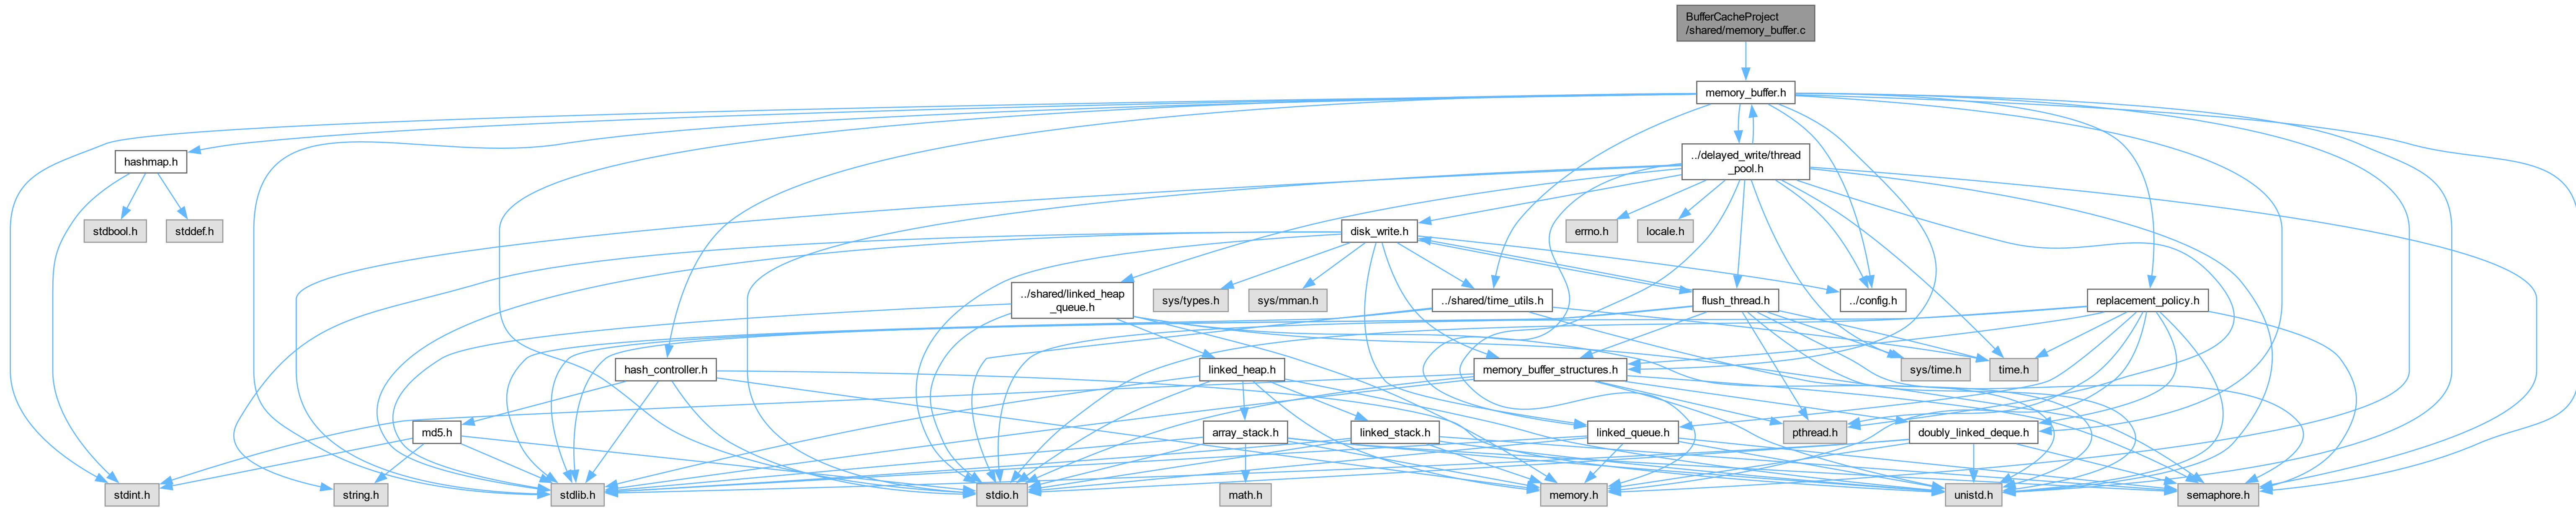 BufferCacheProject
/shared/memory_buffer.c
memory_buffer.h
hashmap.h
../delayed_write/thread
_pool.h
stdbool.h
stddef.h
disk_write.h
errno.h
locale.h
../shared/linked_heap
_queue.h
sys/types.h
sys/mman.h
../shared/time_utils.h
flush_thread.h
../config.h
replacement_policy.h
hash_controller.h
linked_heap.h
memory_buffer_structures.h
sys/time.h
time.h
md5.h
array_stack.h
linked_stack.h
linked_queue.h
pthread.h
doubly_linked_deque.h
stdint.h
string.h
stdlib.h
stdio.h
math.h
memory.h
unistd.h
semaphore.h